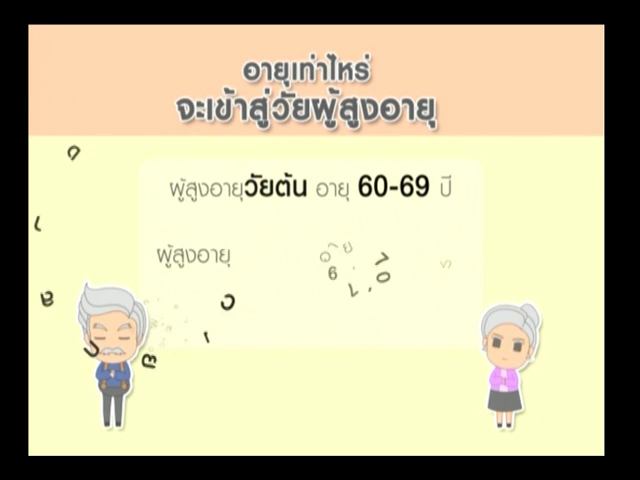 อายุเท่าไหร่
จะเข้าสู่วัยผู้สูงอายุ
ผู้สูงอายุวัยต้น อายุ 60-69 ปี
ผู้สูงอายุ